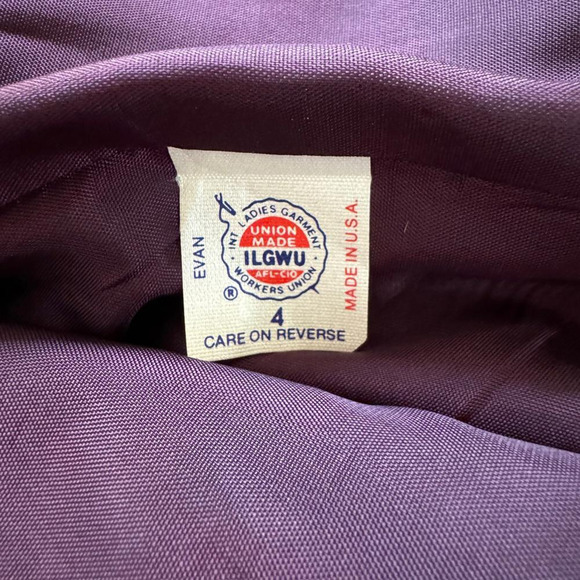 EVAN
INT. LADIES GARMENT
WORKERS UNION
UNION
MADE
ILGWU
AFL-CIO
®
MADE IN U.S.A.
4
CARE ON REVERSE